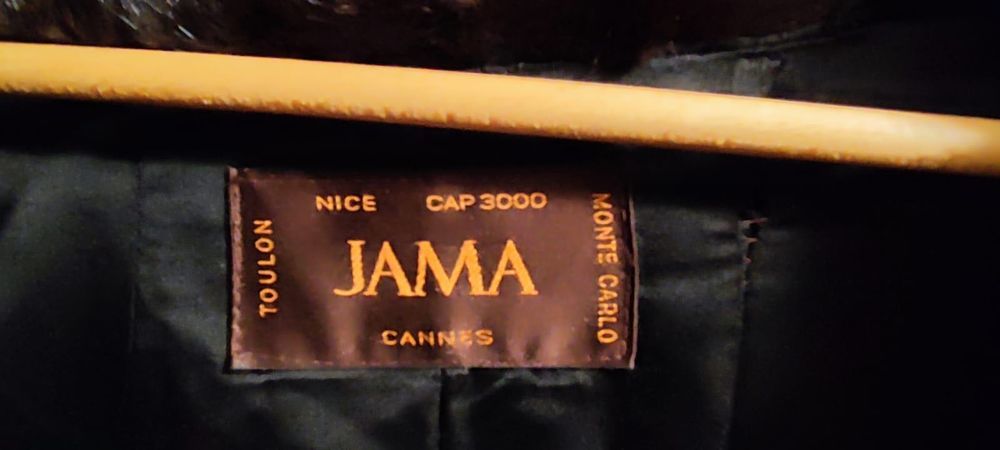 NICE CAP 3000
TOULON
JAMA
MONTE CARLO
CANNES